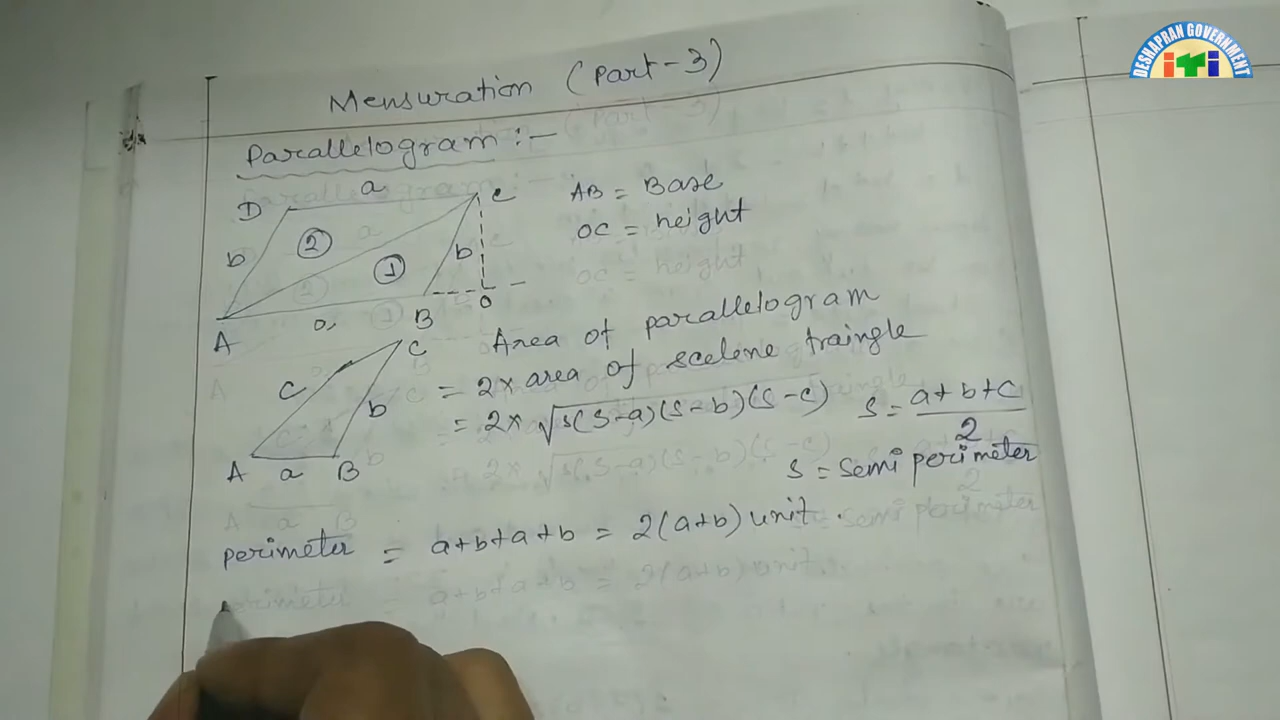 DESHAPRAN GOVERNMENT
iTi
Mensuration (Part-3)
Parallelogram :-
D a C
AB = Base
OC = height
b ② ① b
A a B O
Area of parallelogram
= 2× area of scelene traingle
= 2× √s(s-a)(s-b)(s-c) s = a+b+c/2
s = semi perimeter
C
c b
A a B
perimeter = a+b+a+b = 2(a+b) unit.